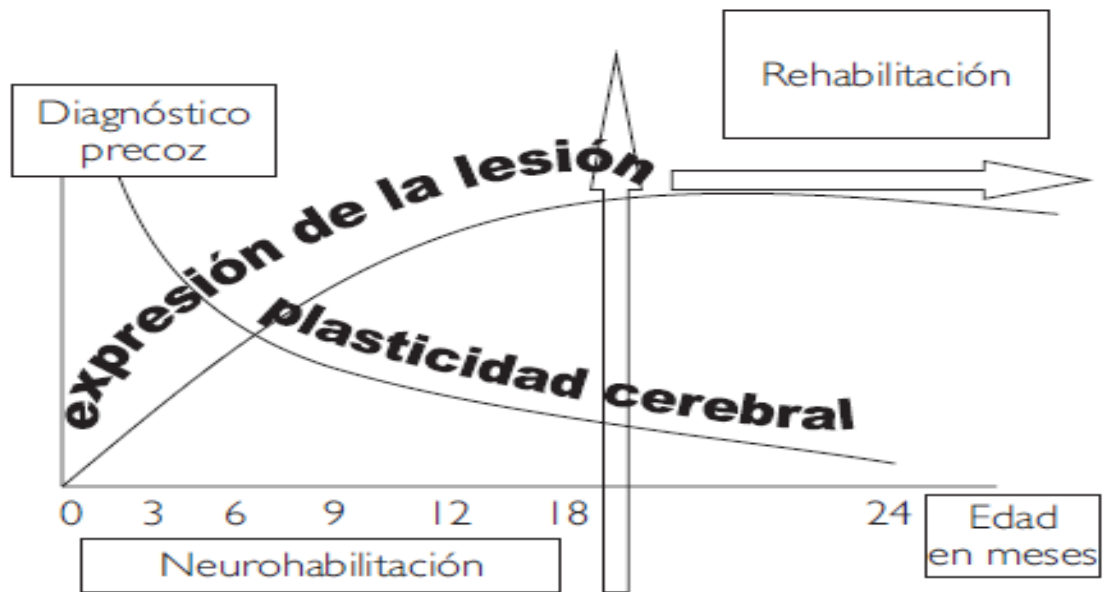 Rehabilitación
Diagnóstico
precoz
expresión de la lesión
plasticidad cerebral
0 3 6 9 12 18 24
Edad
en meses
Neurohabilitación